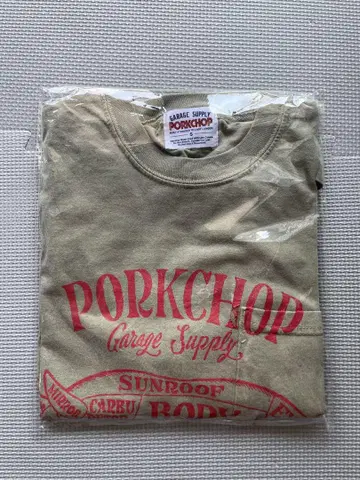 GARAGE SUPPLY
PORKCHOP
PORKCHOP
Garage Supply
SUNROOF
CARBU
BODY